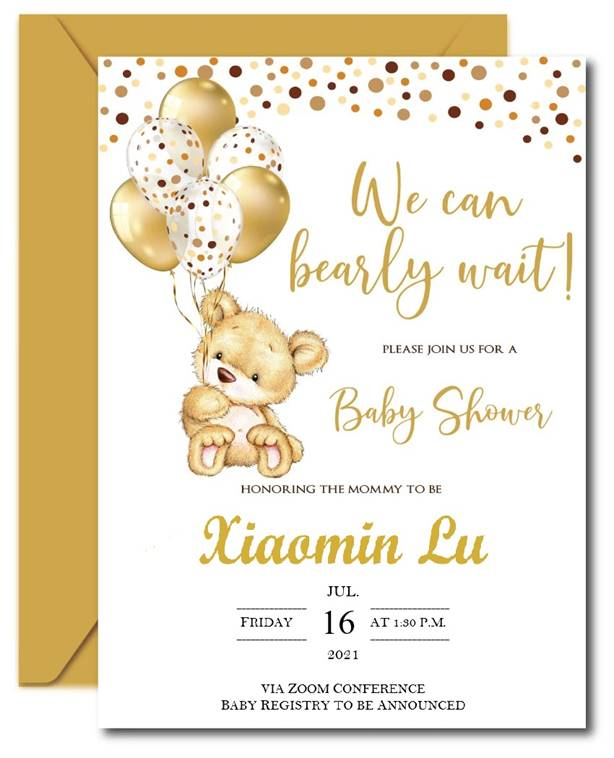 We can
bearly wait!
PLEASE JOIN US FOR A
Baby Shower
HONORING THE MOMMY TO BE
Xiaomin Lu
JUL.
FRIDAY 16 AT 1:30 P.M.
2021
VIA ZOOM CONFERENCE
BABY REGISTRY TO BE ANNOUNCED